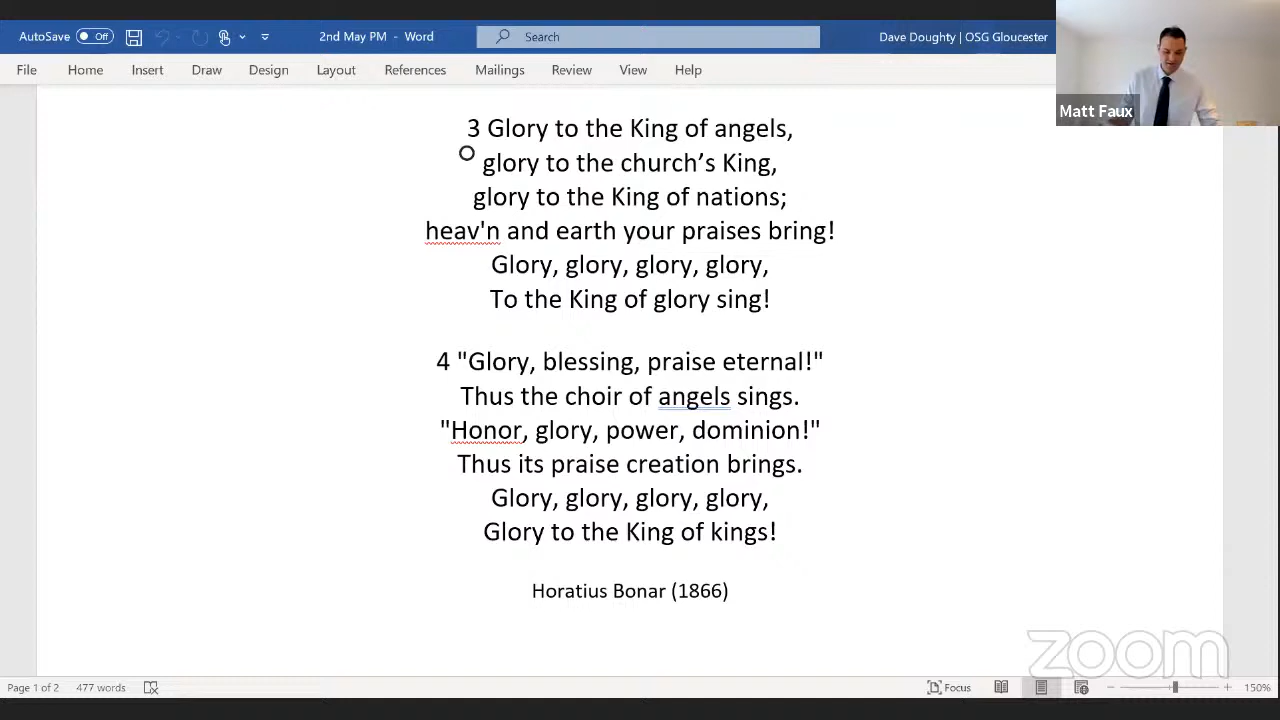 AutoSave Off 2nd May PM - Word Search Dave Doughty | OSG Gloucester
File Home Insert Draw Design Layout References Mailings Review View Help
Matt Faux
3 Glory to the King of angels,
glory to the church’s King,
glory to the King of nations;
heav'n and earth your praises bring!
Glory, glory, glory, glory,
To the King of glory sing!
4 "Glory, blessing, praise eternal!"
Thus the choir of angels sings.
"Honor, glory, power, dominion!"
Thus its praise creation brings.
Glory, glory, glory, glory,
Glory to the King of kings!
Horatius Bonar (1866)
zoom
Page 1 of 2 477 words Focus 150%